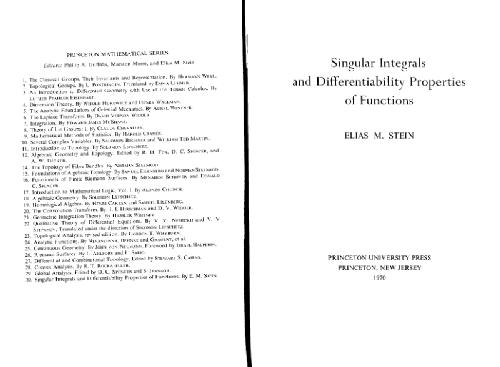 PRINCETON MATHEMATICAL SERIES
Editors: Phillip A. Griffiths, Marston Morse, and Elias M. Stein
1. The Classical Groups, Their Invariants and Representation. By HERMANN WEYL.
2. Topological Groups. By L. PONTRJAGIN. Translated by EMMA LEHMER.
3. An Introduction to Differential Geometry with Use of the Tensor Calculus. By
LUTHER PFAHLER EISENHART.
4. Dimension Theory. By WITOLD HUREWICZ and HENRY WALLMAN.
5. The Analytic Foundations of Celestial Mechanics. By AUREL WINTNER.
6. The Laplace Transform. By DAVID VERNON WIDDER.
7. Integration. By EDWARD JAMES MCSHANE.
8. Theory of Lie Groups: I. By CLAUDE CHEVALLEY.
9. Mathematical Methods of Statistics. By HARALD CRAMÉR.
10. Several Complex Variables. By SALOMON BOCHNER and WILLIAM TED MARTIN.
11. Introduction to Topology. By SOLOMON LEFSCHETZ.
12. Algebraic Geometry and Topology. Edited by R. H. FOX, D. C. SPENCER, and
A. W. TUCKER.
14. The Topology of Fibre Bundles. By NORMAN STEENROD.
15. Foundations of Algebraic Topology. By SAMUEL EILENBERG and NORMAN STEENROD.
16. Functionals of Finite Riemann Surfaces. By MENAHEM SCHIFFER and DONALD
C. SPENCER.
17. Introduction to Mathematical Logic, Vol. I. By ALONZO CHURCH.
18. Algebraic Geometry. By SOLOMON LEFSCHETZ.
19. Homological Algebra. By HENRI CARTAN and SAMUEL EILENBERG.
20. The Convolution Transform. By I. I. HIRSCHMAN and D. V. WIDDER.
21. Geometric Integration Theory. By HASSLER WHITNEY.
22. Qualitative Theory of Differential Equations. By V. V. NEMYTSKII and V. V.
STEPANOV. Translated under the direction of SOLOMON LEFSCHETZ.
23. Topological Analysis, revised edition. By GORDON T. WHYBURN.
24. Analytic Functions. By NEVANLINNA, BEHNKE and GRAUERT, et al.
25. Continuous Geometry. By JOHN VON NEUMANN. Foreword by ISRAEL HALPERIN.
26. Riemann Surfaces. By L. AHLFORS and L. SARIO.
27. Differential and Combinatorial Topology. Edited by STEWART S. CAIRNS.
28. Convex Analysis. By R. T. ROCKAFELLAR.
29. Global Analysis. Edited by D. C. SPENCER and S. IYANAGA.
30. Singular Integrals and Differentiability Properties of Functions. By E. M. STEIN.
Singular Integrals
and Differentiability Properties
of Functions
ELIAS M. STEIN
PRINCETON UNIVERSITY PRESS
PRINCETON, NEW JERSEY
1970